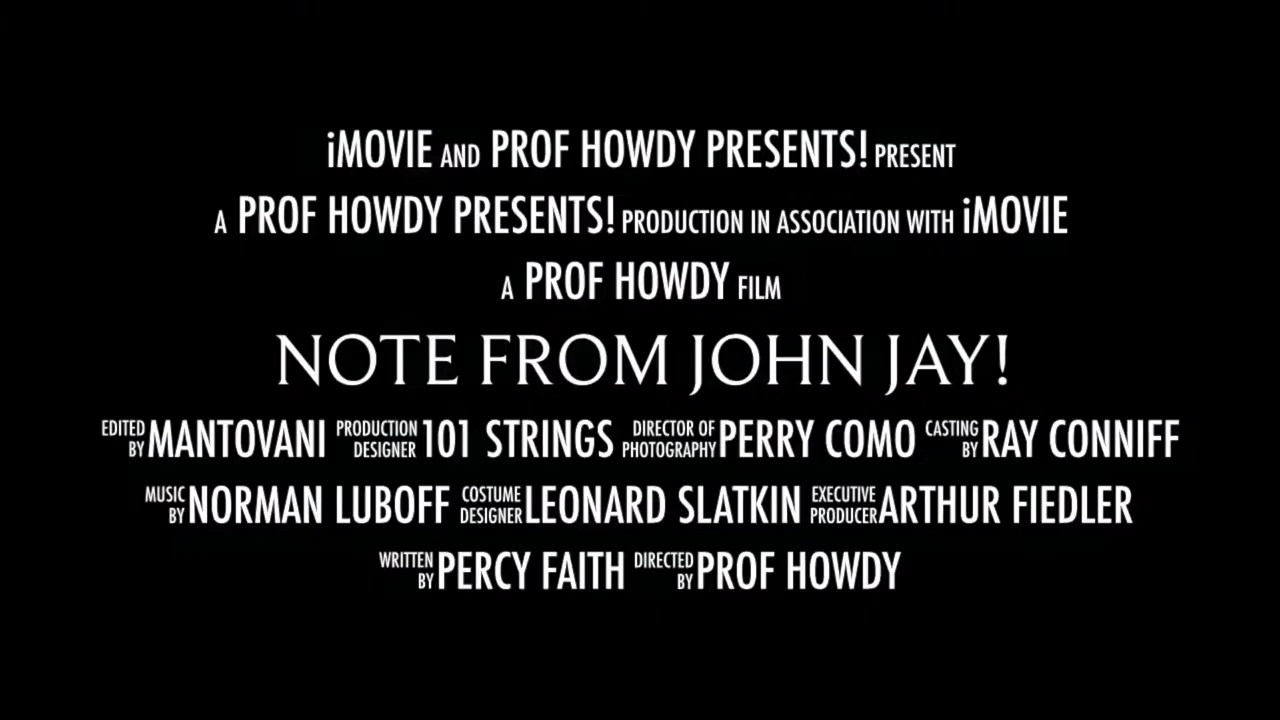 iMOVIE AND PROF HOWDY PRESENTS! PRESENT
A PROF HOWDY PRESENTS! PRODUCTION IN ASSOCIATION WITH iMOVIE
A PROF HOWDY FILM
NOTE FROM JOHN JAY!
EDITED BY MANTOVANI PRODUCTION DESIGNER 101 STRINGS DIRECTOR OF PHOTOGRAPHY PERRY COMO CASTING BY RAY CONNIFF
MUSIC BY NORMAN LUBOFF COSTUME DESIGNER LEONARD SLATKIN EXECUTIVE PRODUCER ARTHUR FIEDLER
WRITTEN BY PERCY FAITH DIRECTED BY PROF HOWDY